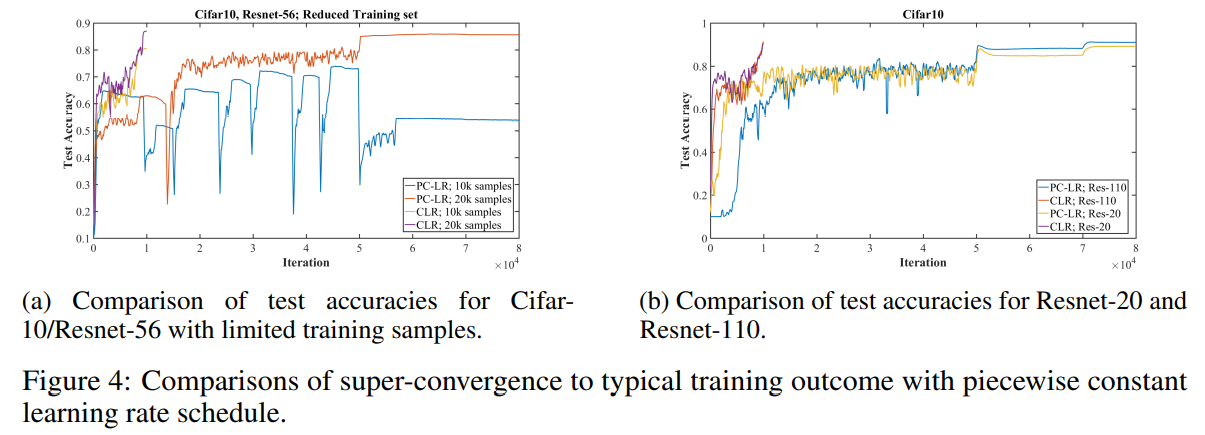 Cifar10, Resnet-56; Reduced Training set
0.9
0.8
0.7
0.6
0.5
0.4
0.3
0.2
0.1
Test Accuracy
PC-LR; 10k samples
PC-LR; 20k samples
CLR; 10k samples
CLR; 20k samples
0 1 2 3 4 5 6 7 8
Iteration
×10^4
Cifar10
1
0.8
0.6
0.4
0.2
0
Test Accuracy
PC-LR; Res-110
CLR; Res-110
PC-LR; Res-20
CLR; Res-20
0 1 2 3 4 5 6 7 8
Iteration
×10^4
(a) Comparison of test accuracies for Cifar-
10/Resnet-56 with limited training samples.
(b) Comparison of test accuracies for Resnet-20 and
Resnet-110.
Figure 4: Comparisons of super-convergence to typical training outcome with piecewise constant
learning rate schedule.